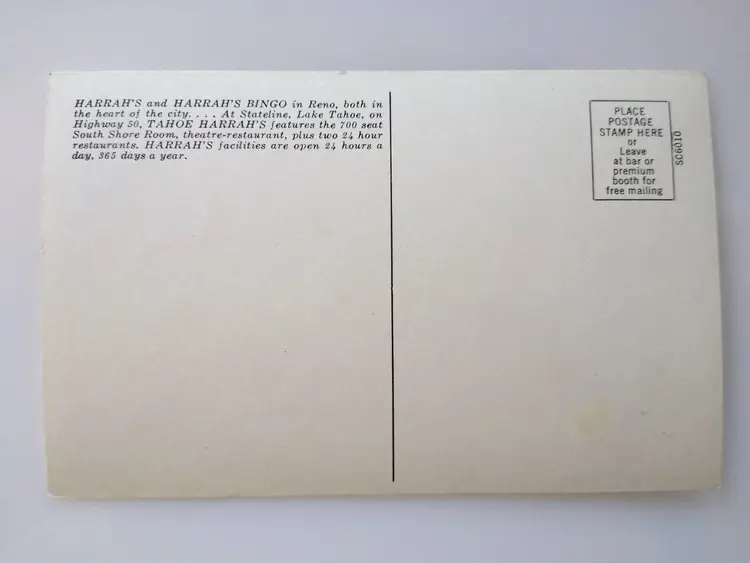 HARRAH'S and HARRAH'S BINGO in Reno, both in
the heart of the city. . . . At Stateline, Lake Tahoe, on
Highway 50, TAHOE HARRAH'S features the 700 seat
South Shore Room, theatre-restaurant, plus two 24 hour
restaurants. HARRAH'S facilities are open 24 hours a
day, 365 days a year.
PLACE
POSTAGE
STAMP HERE
or
Leave
at bar or
premium
booth for
free mailing
SC6010